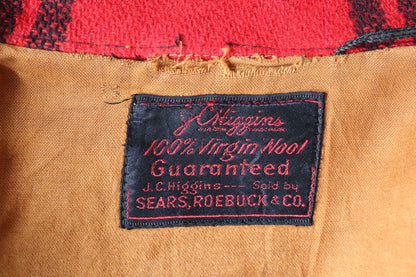 J.C. Higgins
100% Virgin Wool
Guaranteed
J.C. Higgins --- Sold by
SEARS, ROEBUCK & CO.